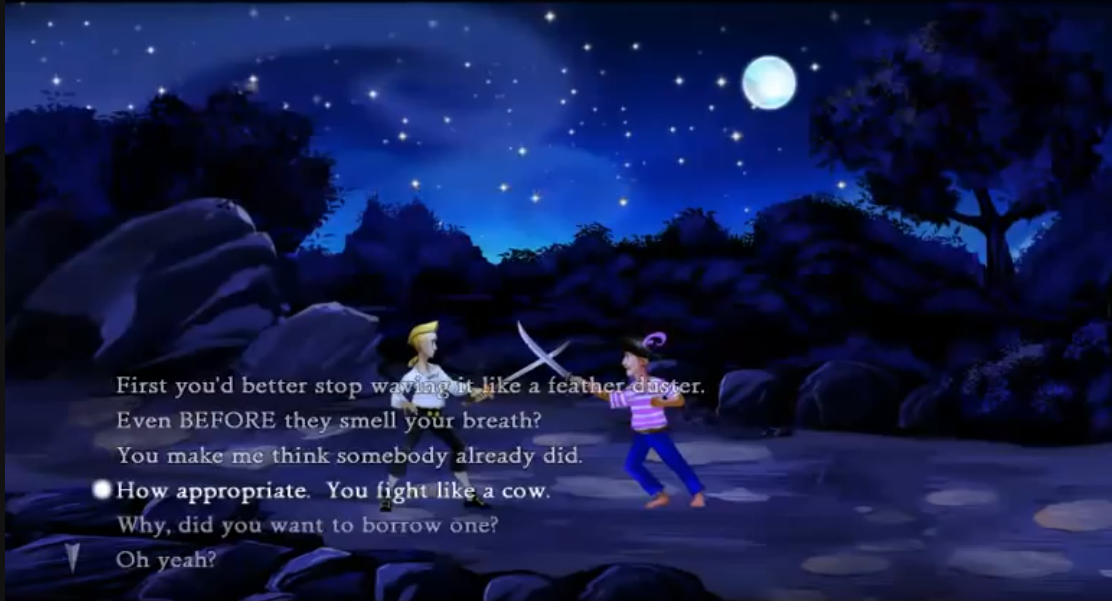 First you'd better stop waving it like a feather duster.
Even BEFORE they smell your breath?
You make me think somebody already did.
How appropriate. You fight like a cow.
Why, did you want to borrow one?
Oh yeah?